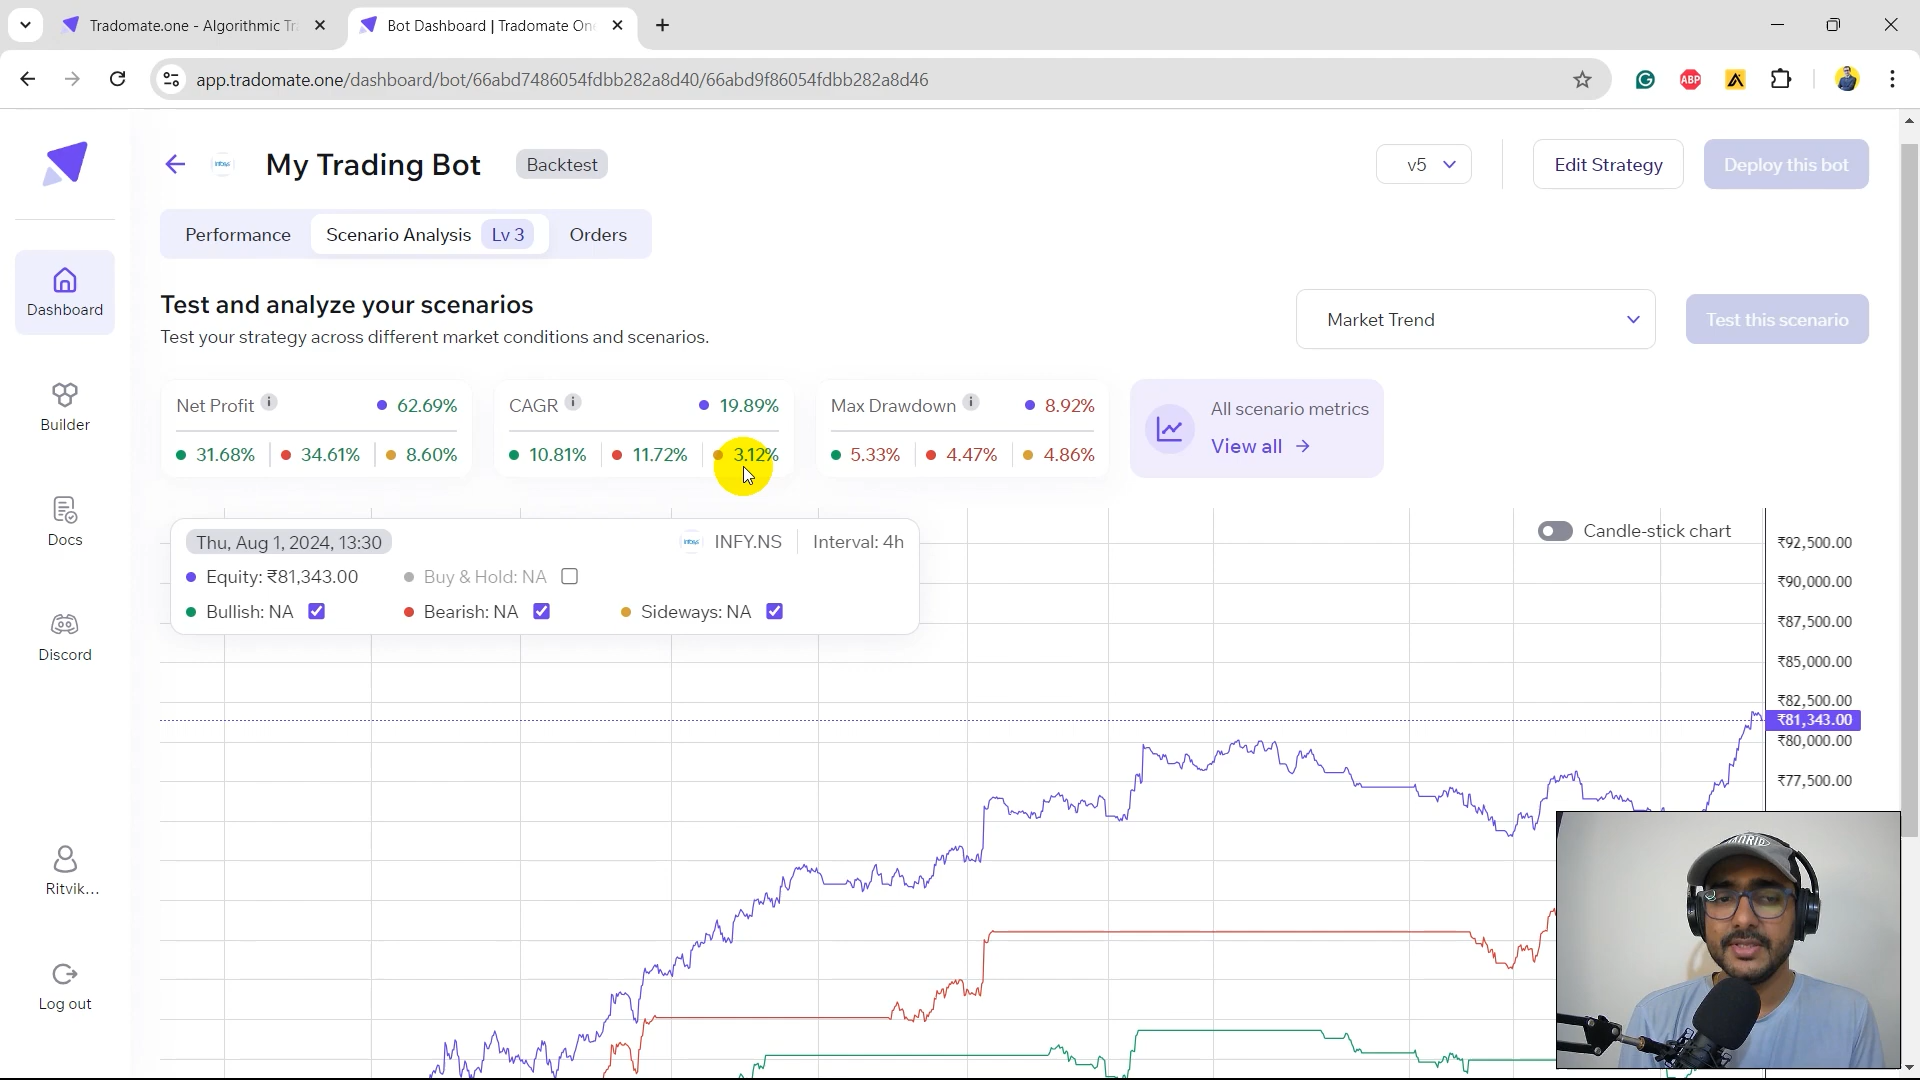 Tradomate.one - Algorithmic Tr
Bot Dashboard | Tradomate On
app.tradomate.one/dashboard/bot/66abd7486054fdbb282a8d40/66abd9f86054fdbb282a8d46
ABP
Infosys
My Trading Bot
Backtest
v5
Edit Strategy
Deploy this bot
Performance
Scenario Analysis
Lv 3
Orders
Dashboard
Builder
Docs
Discord
Ritvik...
Log out
Test and analyze your scenarios
Test your strategy across different market conditions and scenarios.
Market Trend
Test this scenario
Net Profit i 62.69%
31.68% 34.61% 8.60%
CAGR i 19.89%
10.81% 11.72% 3.12%
Max Drawdown i 8.92%
5.33% 4.47% 4.86%
All scenario metrics
View all →
Thu, Aug 1, 2024, 13:30
Infosys
INFY.NS
Interval: 4h
Equity: ₹81,343.00
Buy & Hold: NA
Bullish: NA
Bearish: NA
Sideways: NA
Candle-stick chart
₹92,500.00
₹90,000.00
₹87,500.00
₹85,000.00
₹82,500.00
₹81,343.00
₹80,000.00
₹77,500.00